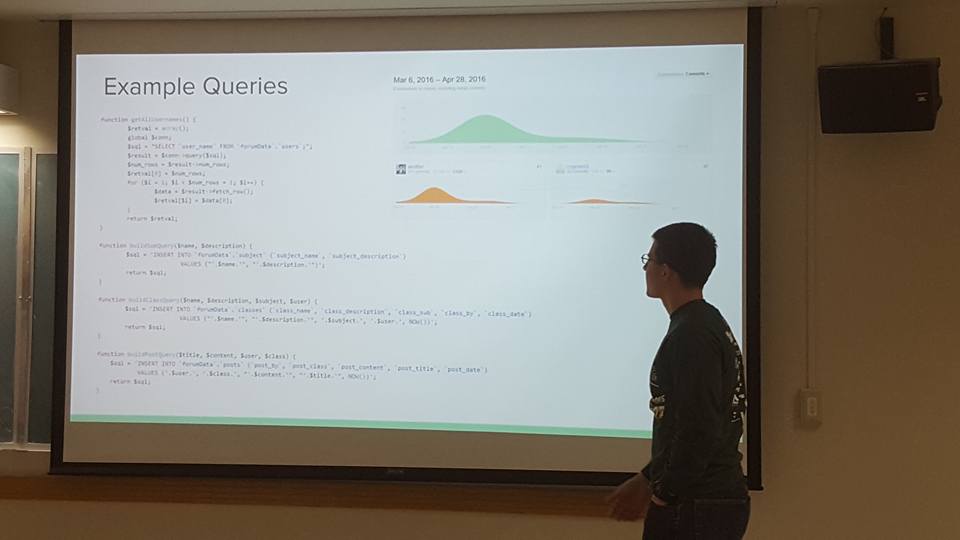 Example Queries
function getAllUsernames() {
$retval = array();
global $conn;
$sql = "SELECT `user_name` FROM `forumData`.`users`;";
$result = $conn->query($sql);
$num_rows = $result->num_rows;
$retval[0] = $num_rows;
for ($i = 1; $i < $num_rows + 1; $i++) {
$data = $result->fetch_row();
$retval[$i] = $data[0];
}
return $retval;
}
function buildSubQuery($name, $description) {
$sql = 'INSERT INTO `forumData`.`subject` (`subject_name`, `subject_description`)
VALUES ("'.$name.'", "'.$description.'")';
return $sql;
}
function buildClassQuery($name, $description, $subject, $user) {
$sql = 'INSERT INTO `forumData`.`classes` (`class_name`, `class_description`, `class_sub`, `class_by`, `class_date`)
VALUES ("'.$name.'", "'.$description.'", '.$subject.', '.$user.', NOW())';
return $sql;
}
function buildPostQuery($title, $content, $user, $class) {
$sql = 'INSERT INTO `forumData`.`posts` (`post_by`, `post_class`, `post_content`, `post_title`, `post_date`)
VALUES ('.$user.', '.$class.', "'.$content.'", "'.$title.'", NOW())';
return $sql;
}
Mar 6, 2016 – Apr 28, 2016
Commits
#1